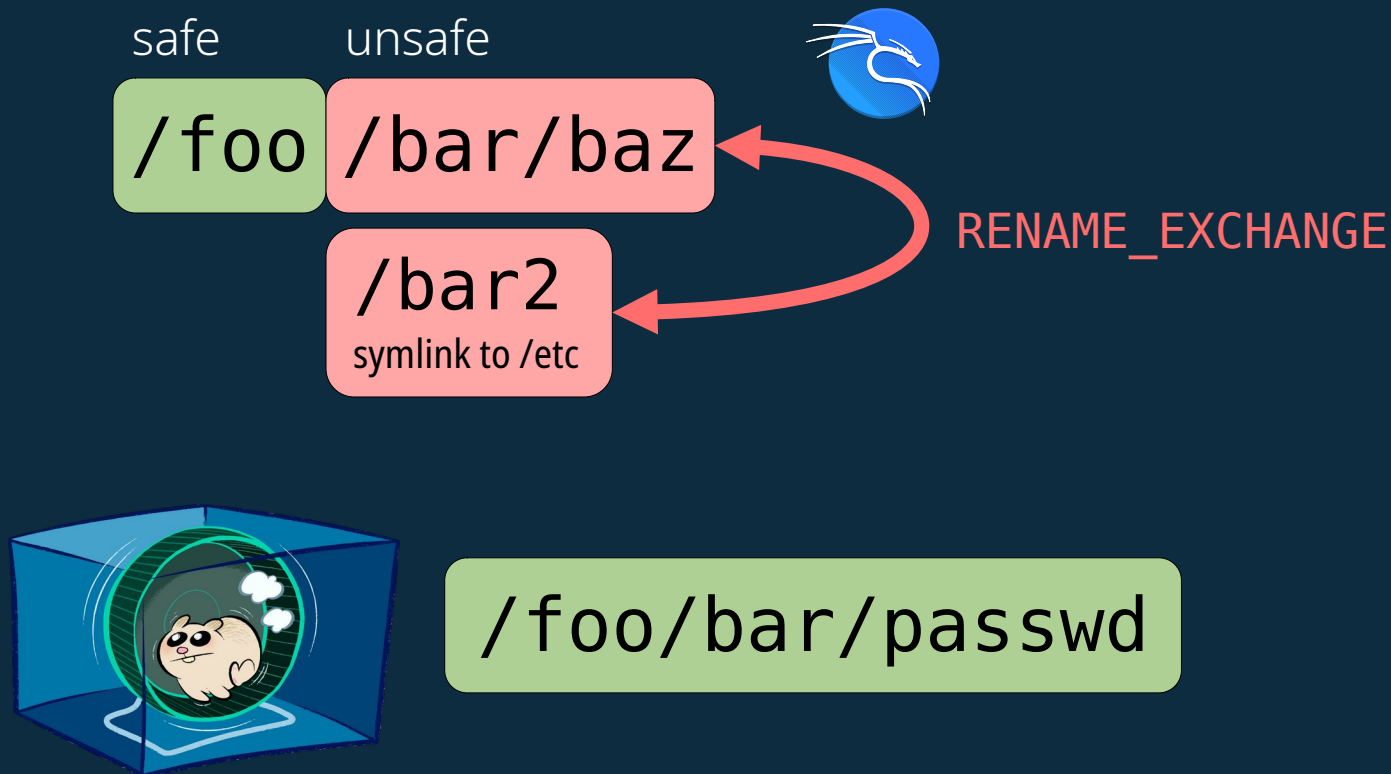 safe unsafe
/foo /bar/baz
RENAME_EXCHANGE
/bar2
symlink to /etc
/foo/bar/passwd